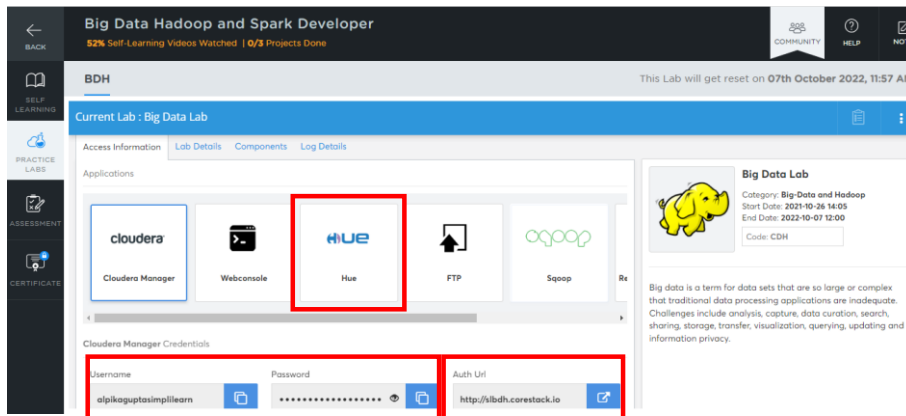 Big Data Hadoop and Spark Developer
52% Self-Learning Videos Watched | 0/3 Projects Done
BACK
COMMUNITY
HELP
BDH
This Lab will get reset on 07th October 2022, 11:57
SELF
LEARNING
PRACTICE
LABS
ASSESSMENT
CERTIFICATE
Current Lab : Big Data Lab
Access Information Lab Details Components Log Details
Applications
cloudera
HUE
sqoop
Cloudera Manager Webconsole Hue FTP Sqoop Re
Cloudera Manager Credentials
Username Password Auth Url
alpikaguptasimplilearn •••••••••••••••••• http://slbdh.corestack.io
Big Data Lab
Category: Big-Data and Hadoop
Start Date: 2021-10-26 14:05
End Date: 2022-10-07 12:00
Code: CDH
Big data is a term for data sets that are so large or complex
that traditional data processing applications are inadequate.
Challenges include analysis, capture, data curation, search,
sharing, storage, transfer, visualization, querying, updating and
information privacy.